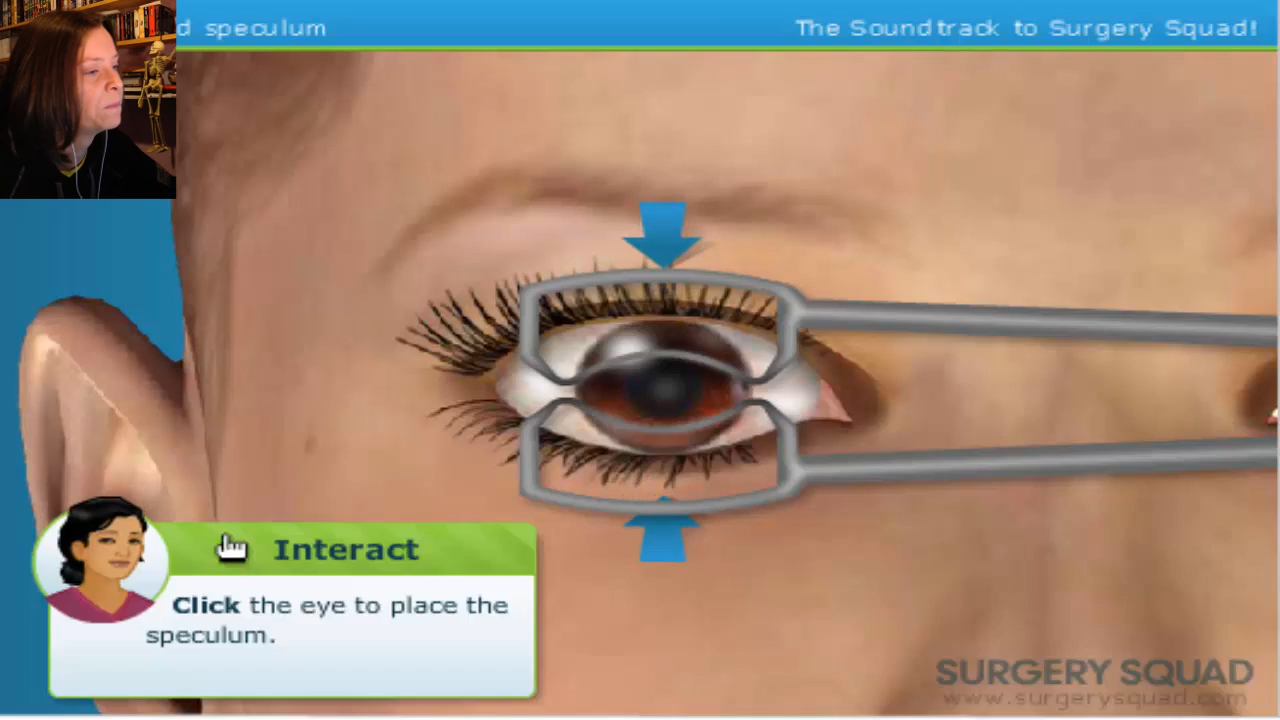 d speculum
The Soundtrack to Surgery Squad!
Interact
Click the eye to place the
speculum.
SURGERY SQUAD
www.surgerysquad.com